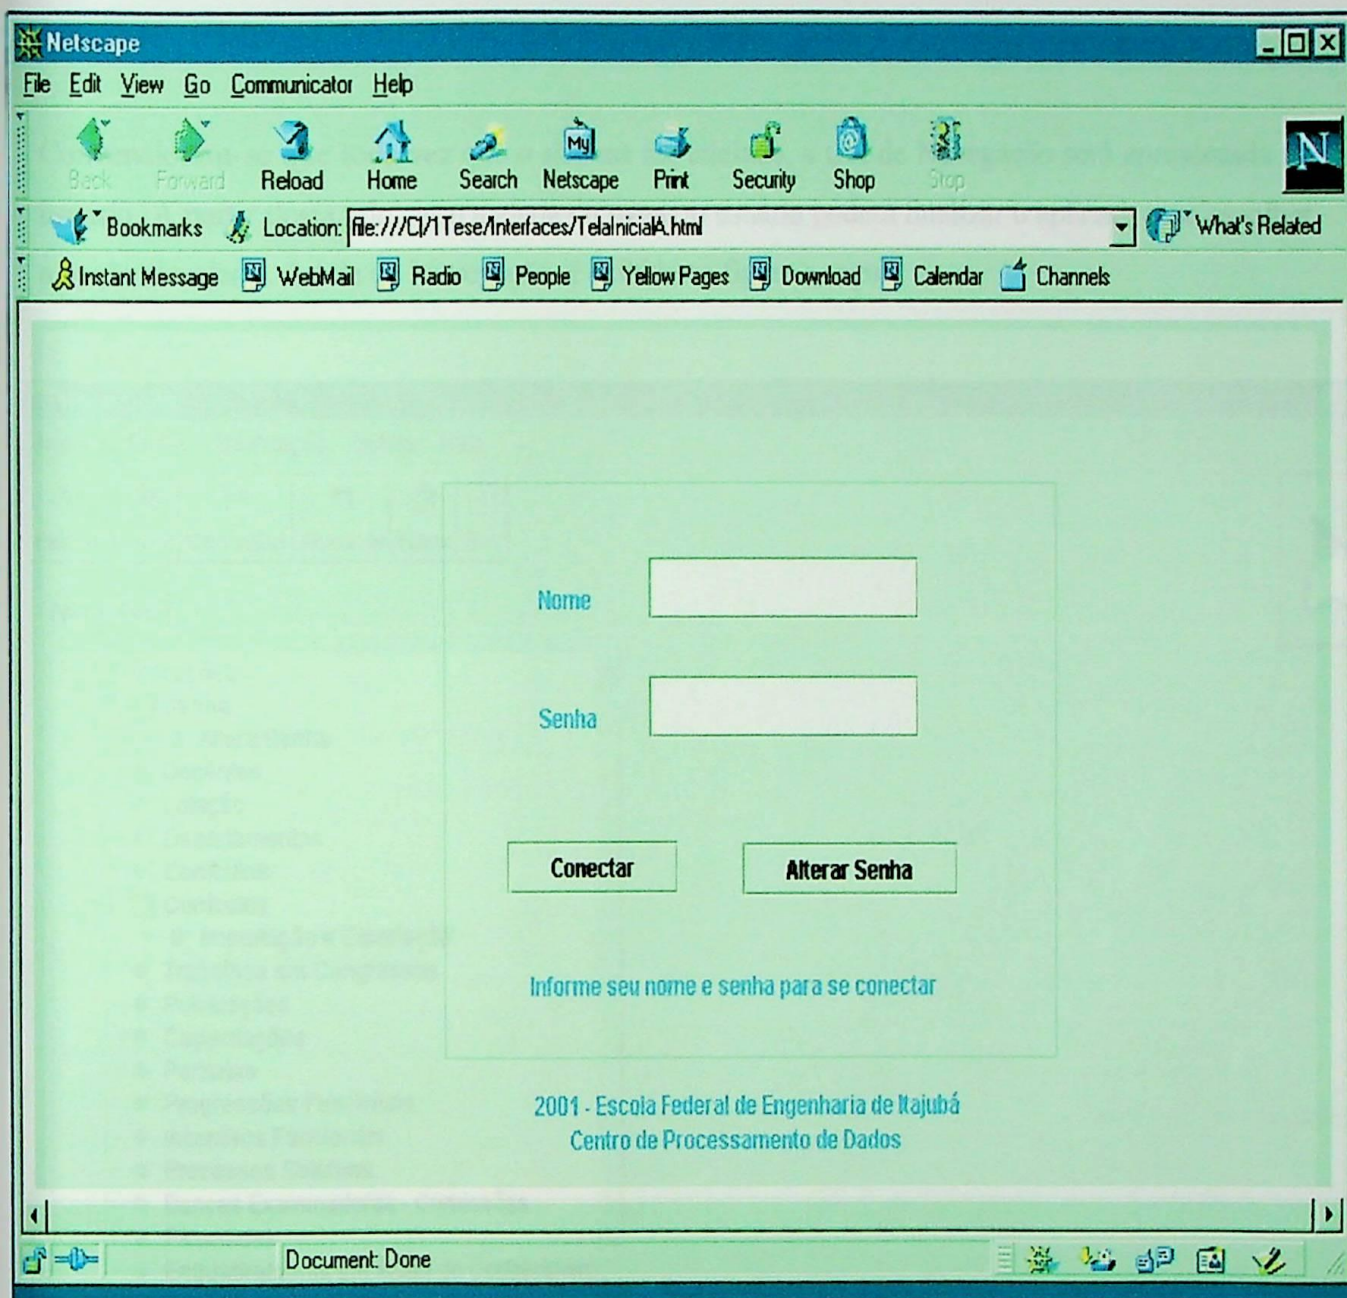 Netscape
File Edit View Go Communicator Help
Back Forward Reload Home Search My Netscape Print Security Shop Stop N
Bookmarks Location: file:///C|/1Tese/Interfaces/TelaInicialA.html What's Related
Instant Message WebMail Radio People Yellow Pages Download Calendar Channels
Nome
Senha
Conectar Alterar Senha
Informe seu nome e senha para se conectar
2001 - Escola Federal de Engenharia de Itajubá
Centro de Processamento de Dados
Document: Done